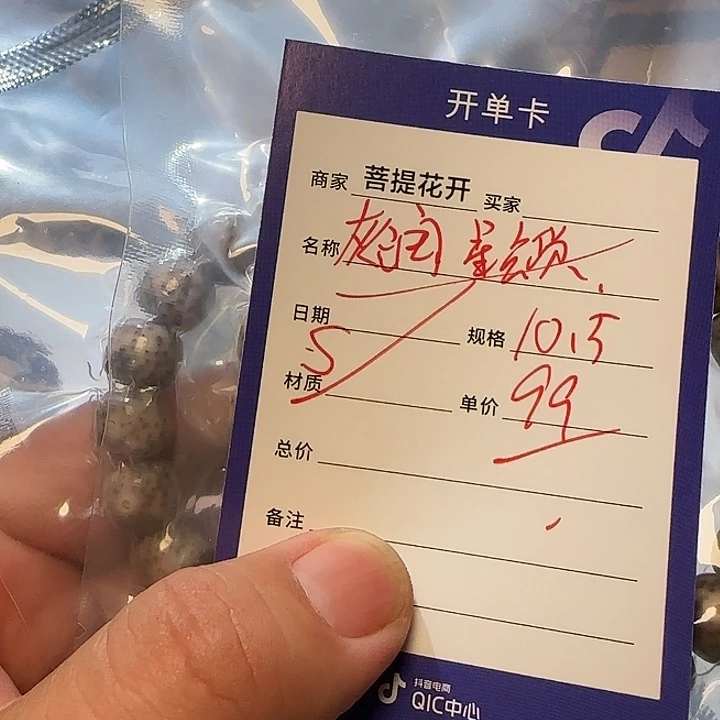 开单卡
商家 菩提花开 买家
名称
日期 规格 10.5
材质 单价 99
总价
备注
抖音电商
QIC中心